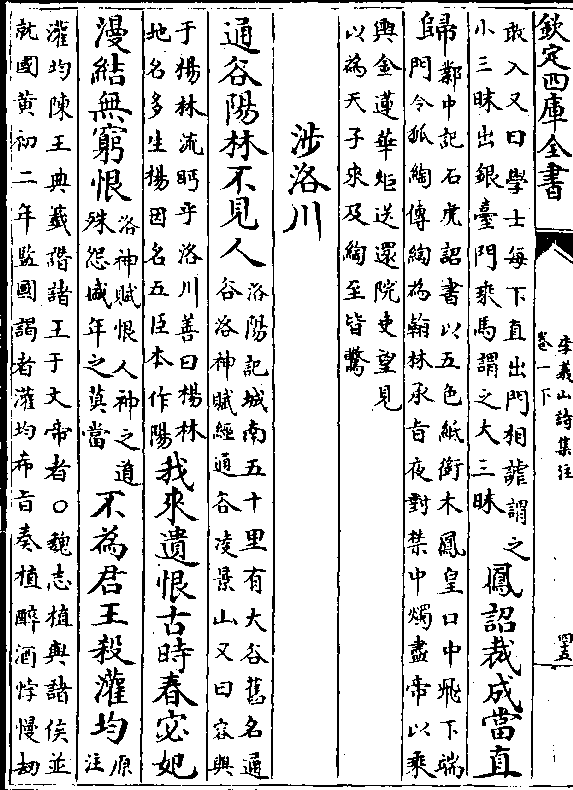 欽定四庫全書
李義山詩集注
卷一下
四五
敢入又曰學士每下直出門相謔謂之
小三昧出銀臺門乗馬謂之大三昧
鳳詔裁成當直
歸
鄴中記石虎詔書以五色紙銜木鳳皇口中飛下端
門令狐綯傳綯為翰林承旨夜對禁中燭盡帝以乘
輿金蓮華炬送還院吏望見
以為天子來及綯至皆驚
涉洛川
通谷陽林不見人
洛陽記城南五十里有大谷舊名通
谷洛神賦經通谷凌景山又曰容與
于楊林流眄乎洛川善曰楊林
地名多生楊因名五臣本作陽
我來遺恨古時春宓妃
漫結無窮恨
洛神賦恨人神之道
殊怨盛年之莫當
不為君王殺灌均
原
注
灌均陳王典籤譛諸王于文帝者○魏志植與諸侯並
就國黄初二年監國謁者灌均希旨奏植醉酒悖慢劫